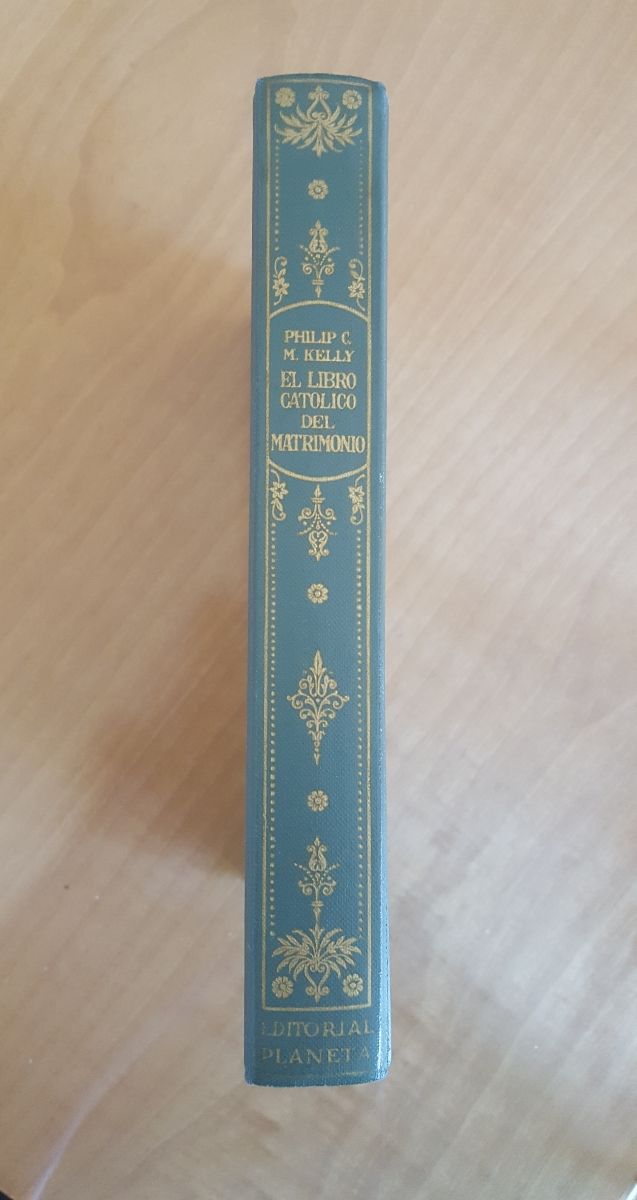 PHILIP C.
M. KELLY
EL LIBRO
CATOLICO
DEL
MATRIMONIO
EDITORIAL
PLANETA